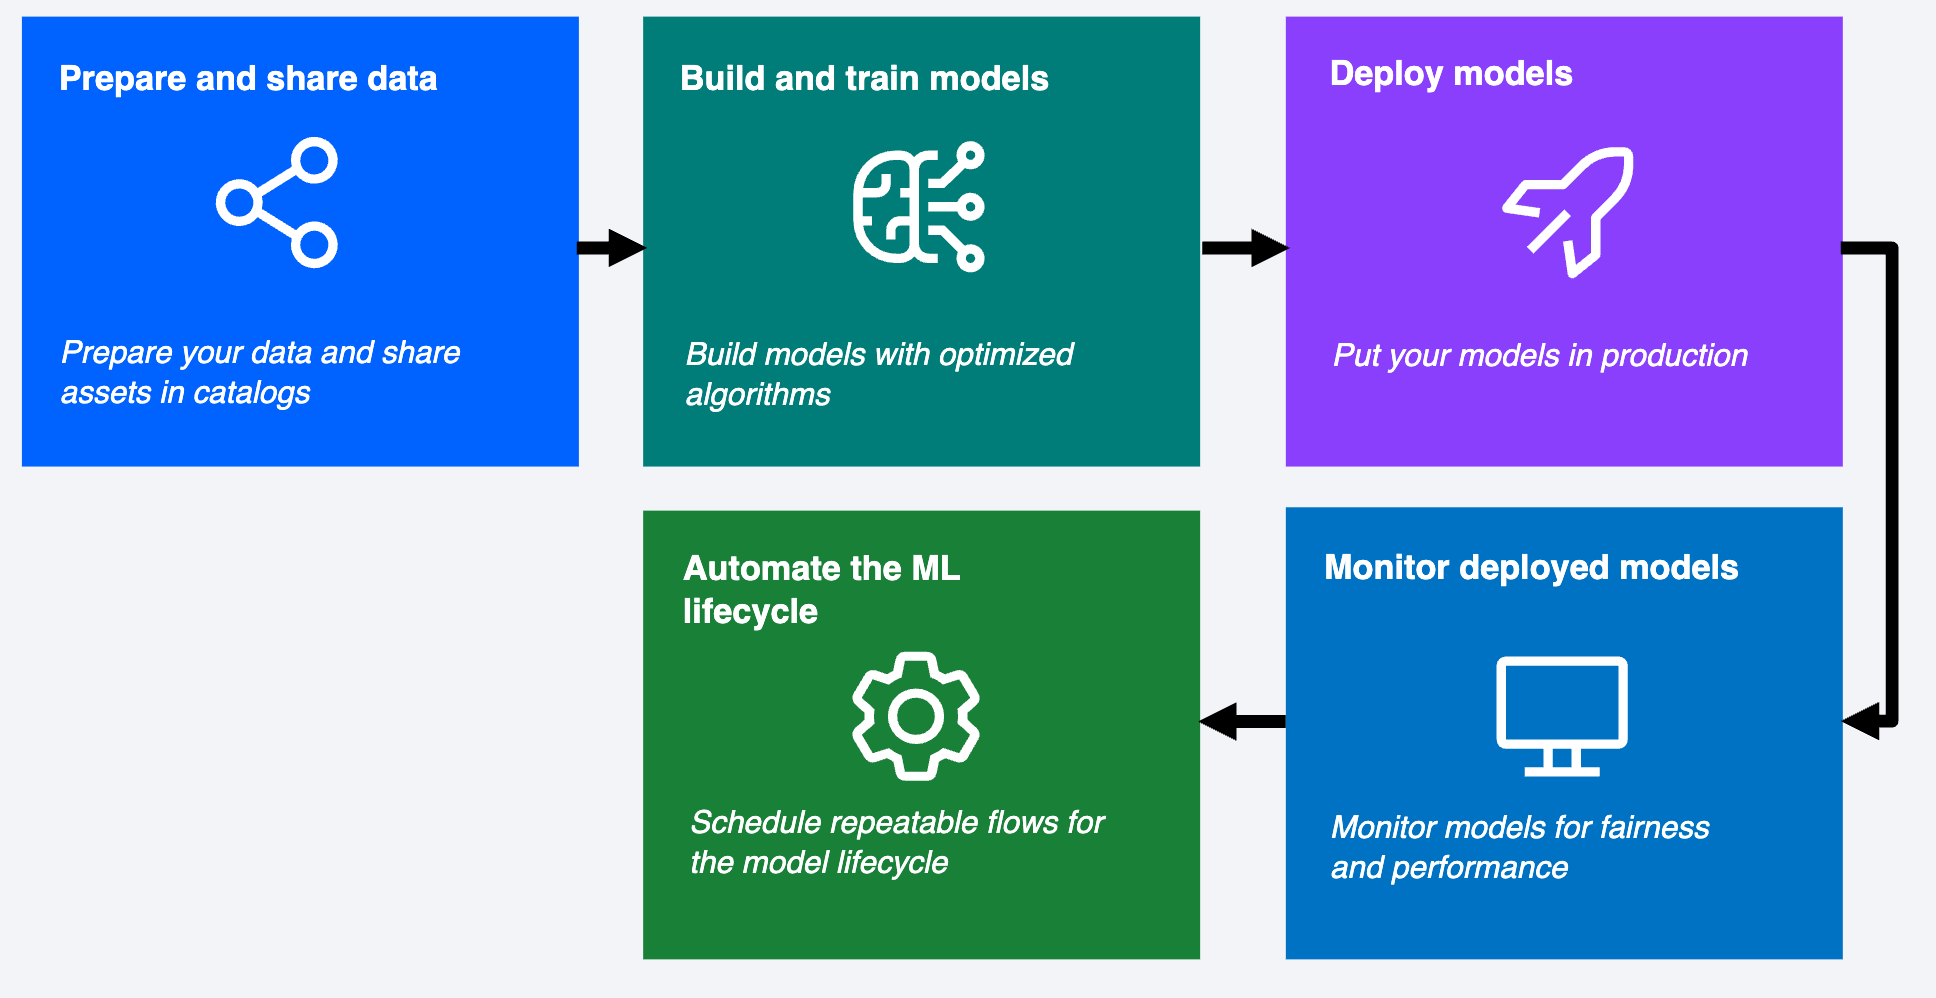 Prepare and share data
Prepare your data and share
assets in catalogs
Build and train models
Build models with optimized
algorithms
Deploy models
Put your models in production
Monitor deployed models
Monitor models for fairness
and performance
Automate the ML
lifecycle
Schedule repeatable flows for
the model lifecycle